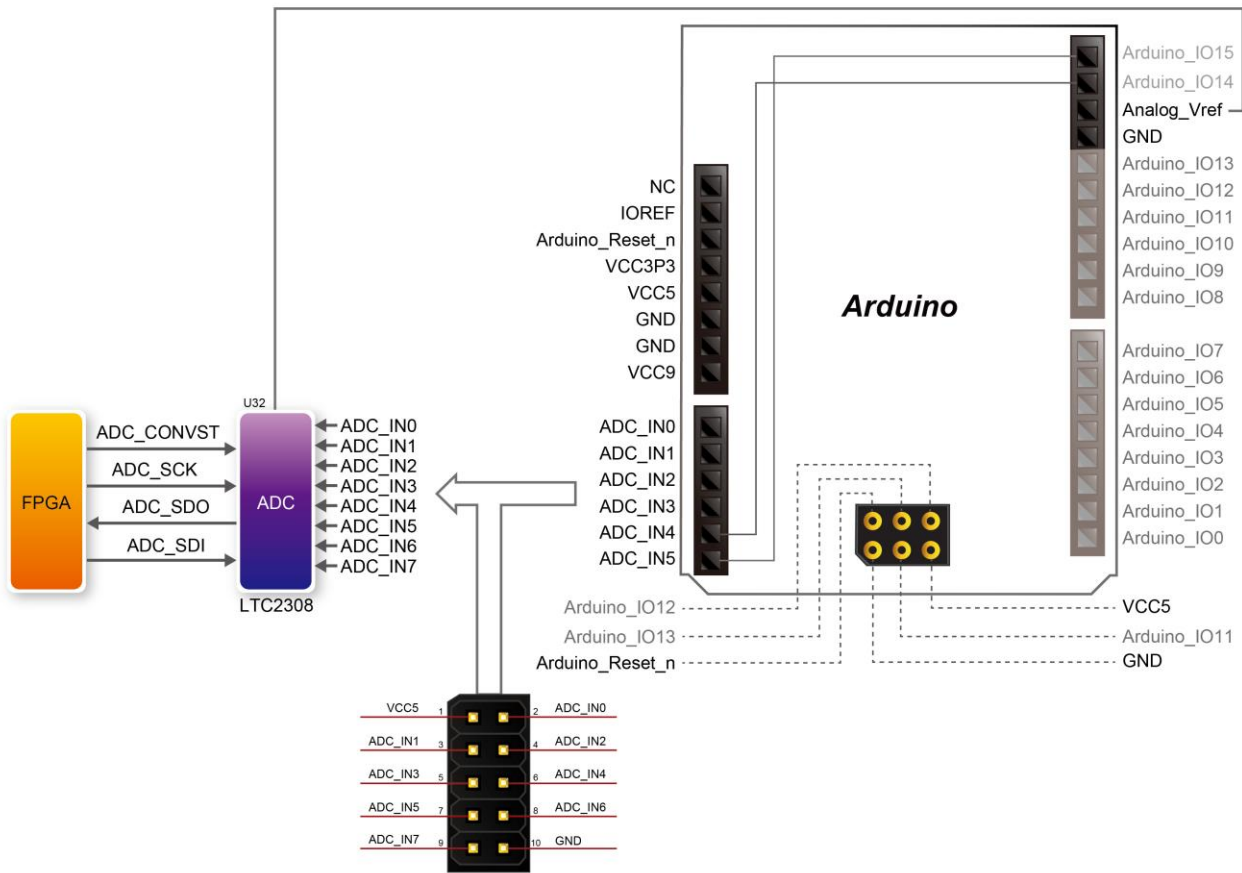 Arduino_IO15
Arduino_IO14
Analog_Vref
GND
Arduino_IO13
Arduino_IO12
Arduino_IO11
Arduino_IO10
Arduino_IO9
Arduino_IO8
NC
IOREF
Arduino_Reset_n
VCC3P3
VCC5
GND
GND
VCC9
Arduino
Arduino_IO7
Arduino_IO6
Arduino_IO5
Arduino_IO4
Arduino_IO3
Arduino_IO2
Arduino_IO1
Arduino_IO0
ADC_IN0
ADC_IN1
ADC_IN2
ADC_IN3
ADC_IN4
ADC_IN5
U32
FPGA
ADC_CONVST
ADC_SCK
ADC_SDO
ADC_SDI
ADC
LTC2308
ADC_IN0
ADC_IN1
ADC_IN2
ADC_IN3
ADC_IN4
ADC_IN5
ADC_IN6
ADC_IN7
Arduino_IO12
Arduino_IO13
Arduino_Reset_n
VCC5
Arduino_IO11
GND
VCC5 1 2 ADC_IN0
ADC_IN1 3 4 ADC_IN2
ADC_IN3 5 6 ADC_IN4
ADC_IN5 7 8 ADC_IN6
ADC_IN7 9 10 GND